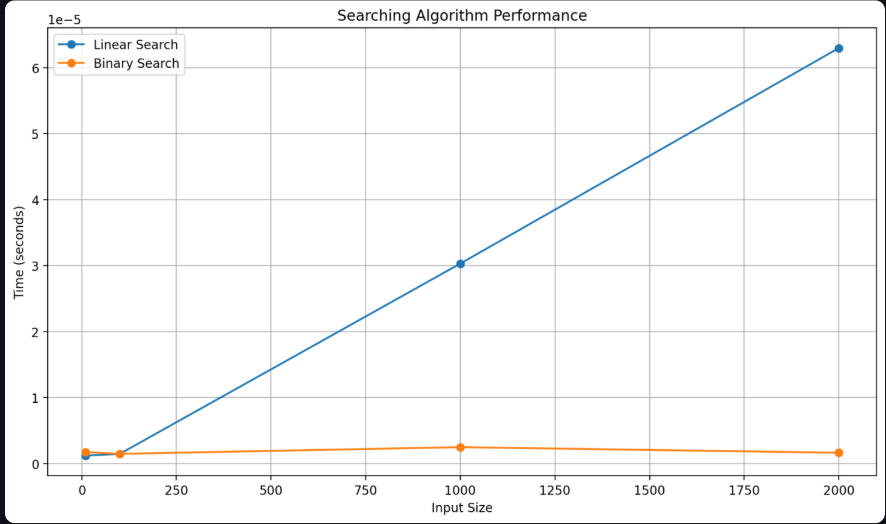 Searching Algorithm Performance
1e−5
Linear Search
Binary Search
6
5
4
3
2
1
0
Time (seconds)
0 250 500 750 1000 1250 1500 1750 2000
Input Size